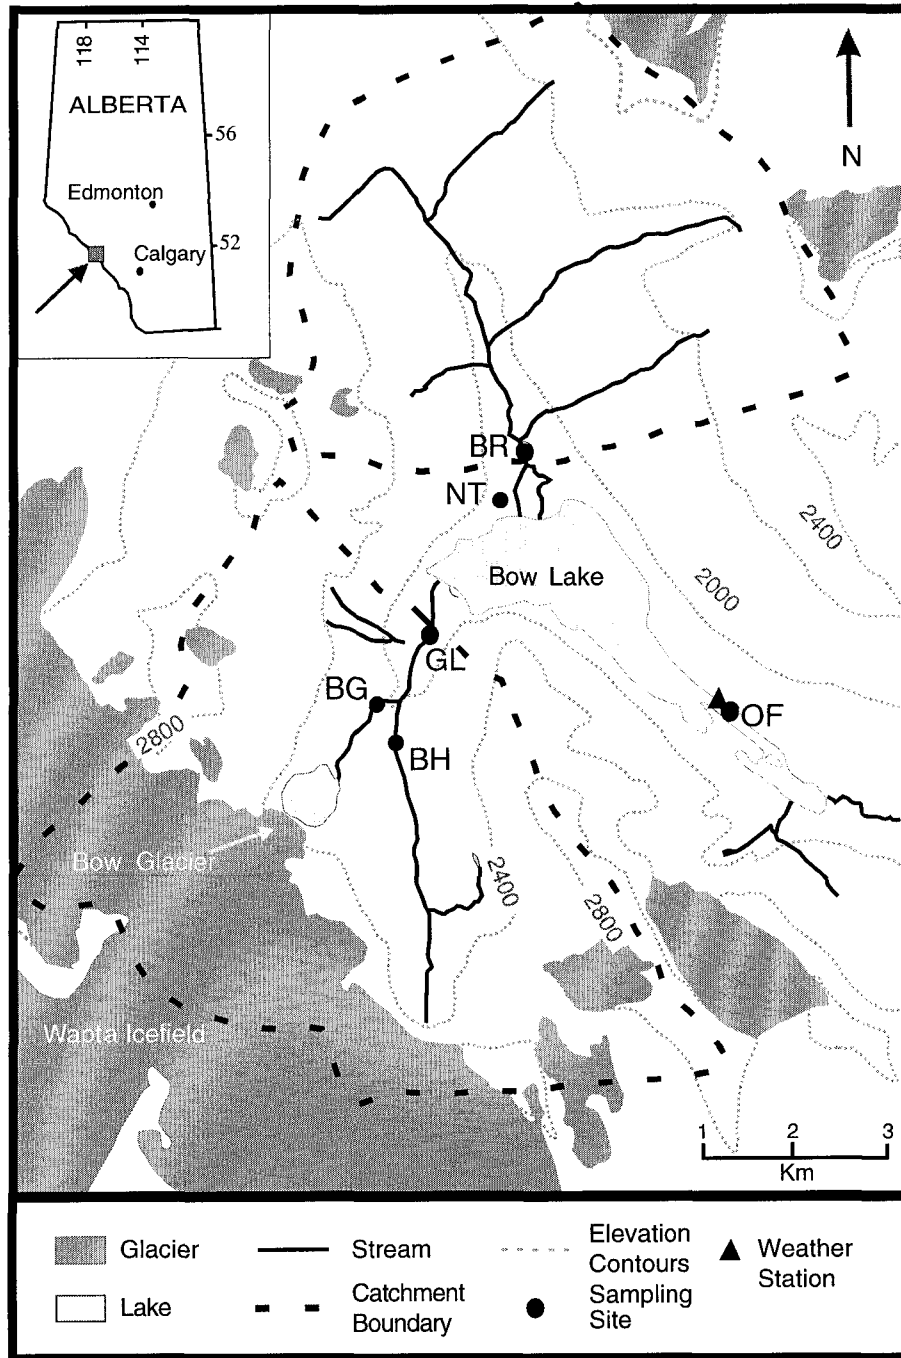 118
114
ALBERTA
56
N
Edmonton
52
Calgary
BR
NT
2400
Bow Lake
2000
GL
BG
OF
2800
BH
Bow Glacier
2400
2800
Wapta Icefield
1 2 3
Km
Glacier
Stream
Elevation
Contours
Weather
Station
Lake
Catchment
Boundary
Sampling
Site